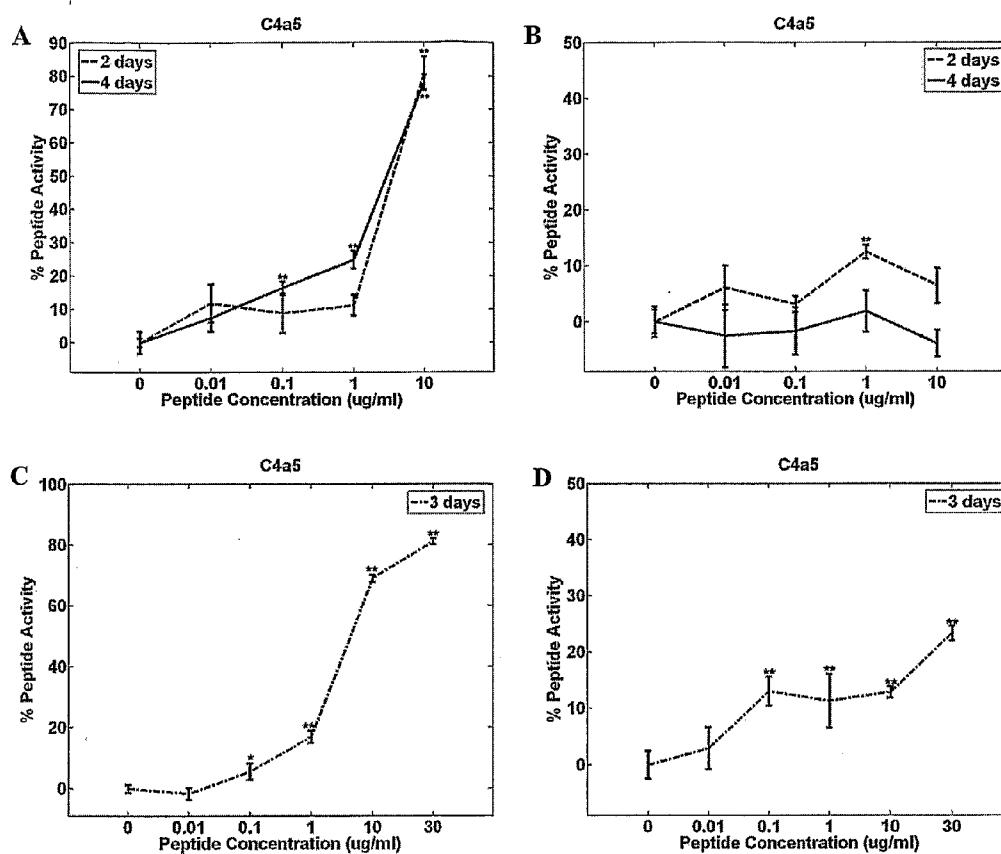 A
C4a5
90
80
70
60
50
40
30
20
10
0
% Peptide Activity
2 days
4 days
**
**
**
**
0 0.01 0.1 1 10
Peptide Concentration (ug/ml)
B
C4a5
50
40
30
20
10
0
% Peptide Activity
2 days
4 days
**
0 0.01 0.1 1 10
Peptide Concentration (ug/ml)
C
C4a5
100
80
60
40
20
0
% Peptide Activity
3 days
*
**
**
**
0 0.01 0.1 1 10 30
Peptide Concentration (ug/ml)
D
C4a5
50
40
30
20
10
0
% Peptide Activity
3 days
**
**
**
**
0 0.01 0.1 1 10 30
Peptide Concentration (ug/ml)